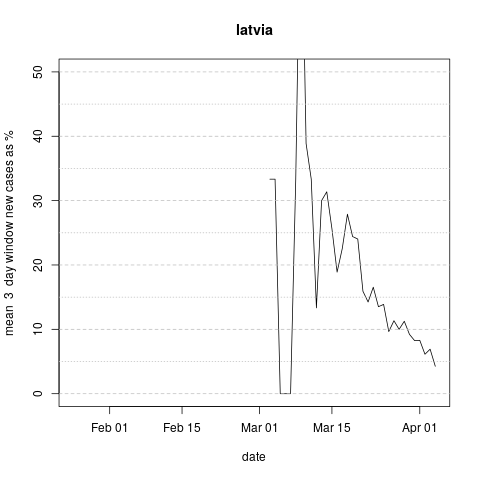 latvia
mean 3 day window new cases as %
50
40
30
20
10
0
Feb 01
Feb 15
Mar 01
Mar 15
Apr 01
date